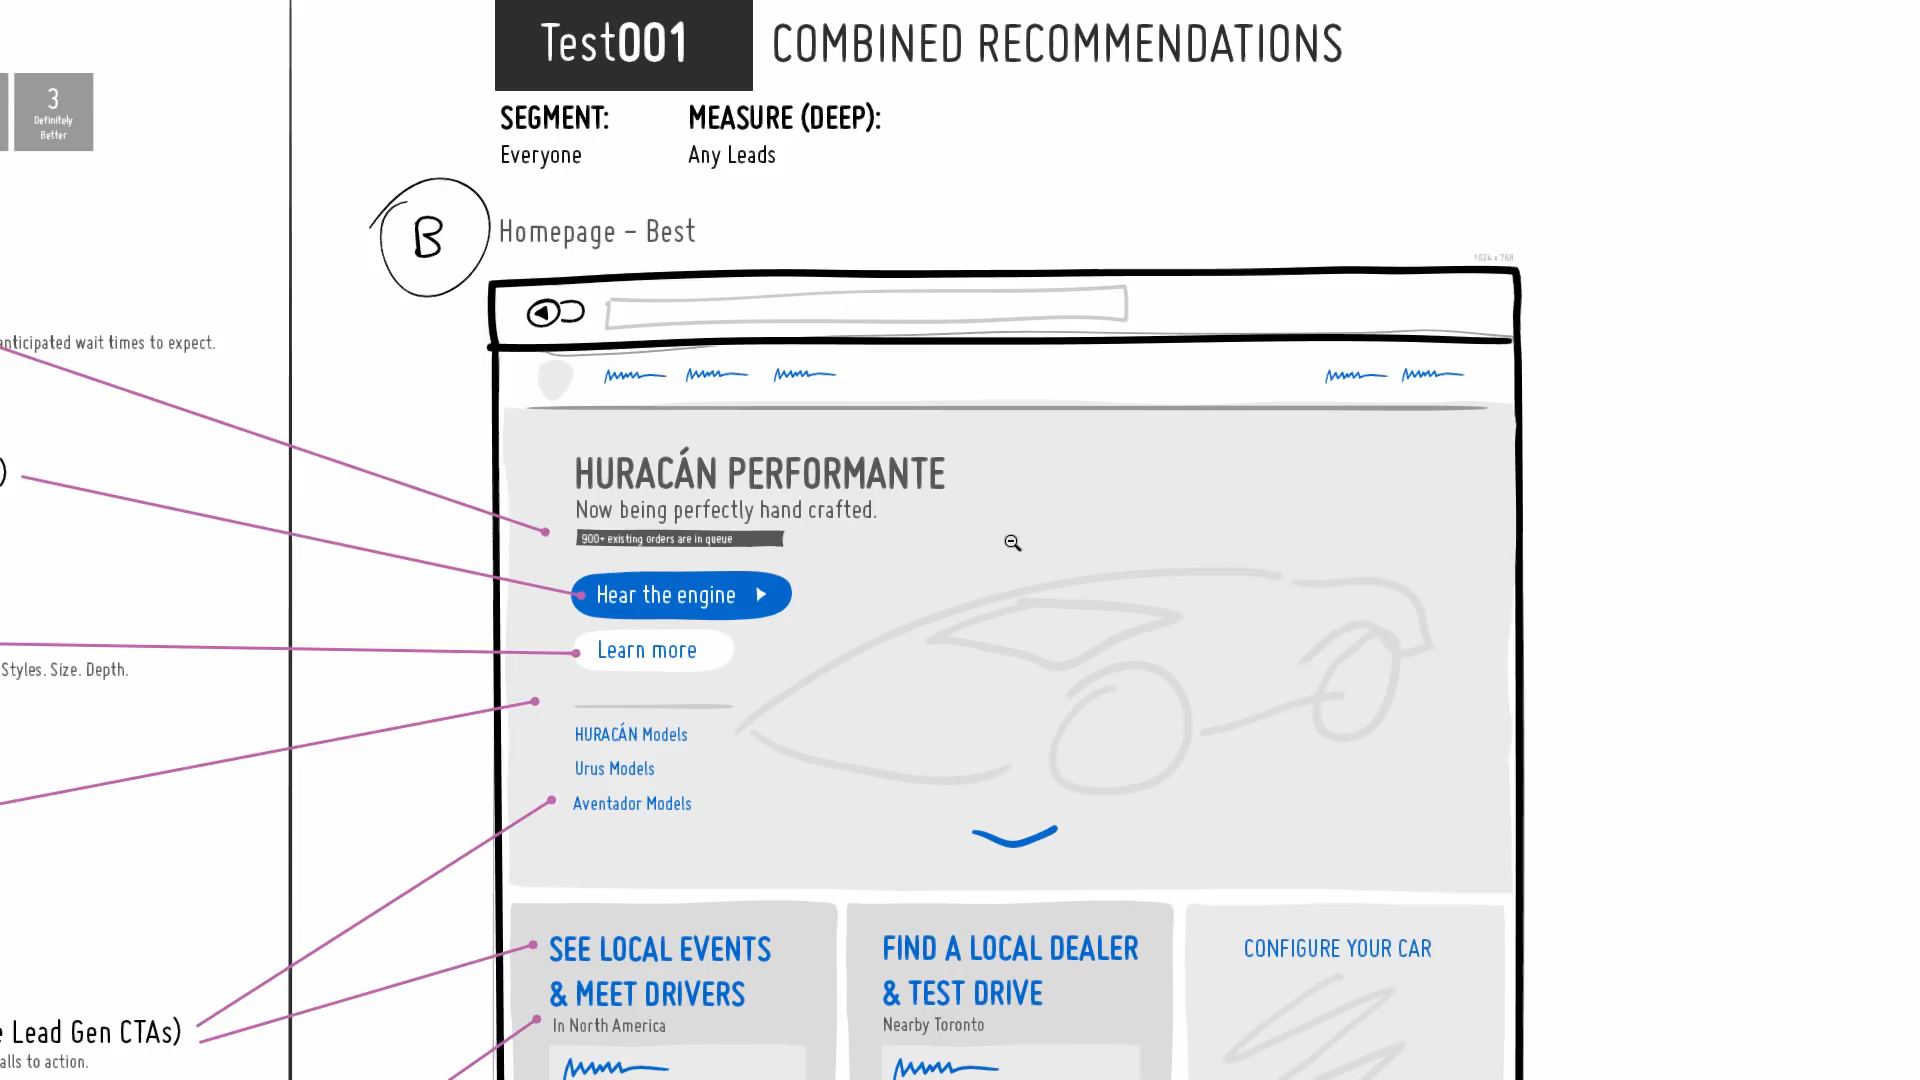 Test001
COMBINED RECOMMENDATIONS
SEGMENT:
Everyone
MEASURE (DEEP):
Any Leads
3
Definitely
Better
B
Homepage – Best
1024 x 768
anticipated wait times to expect.
)
HURACÁN PERFORMANTE
Now being perfectly hand crafted.
900+ existing orders are in queue
Hear the engine
Learn more
Styles. Size. Depth.
HURACÁN Models
Urus Models
Aventador Models
SEE LOCAL EVENTS
& MEET DRIVERS
In North America
FIND A LOCAL DEALER
& TEST DRIVE
Nearby Toronto
CONFIGURE YOUR CAR
e Lead Gen CTAs)
alls to action.